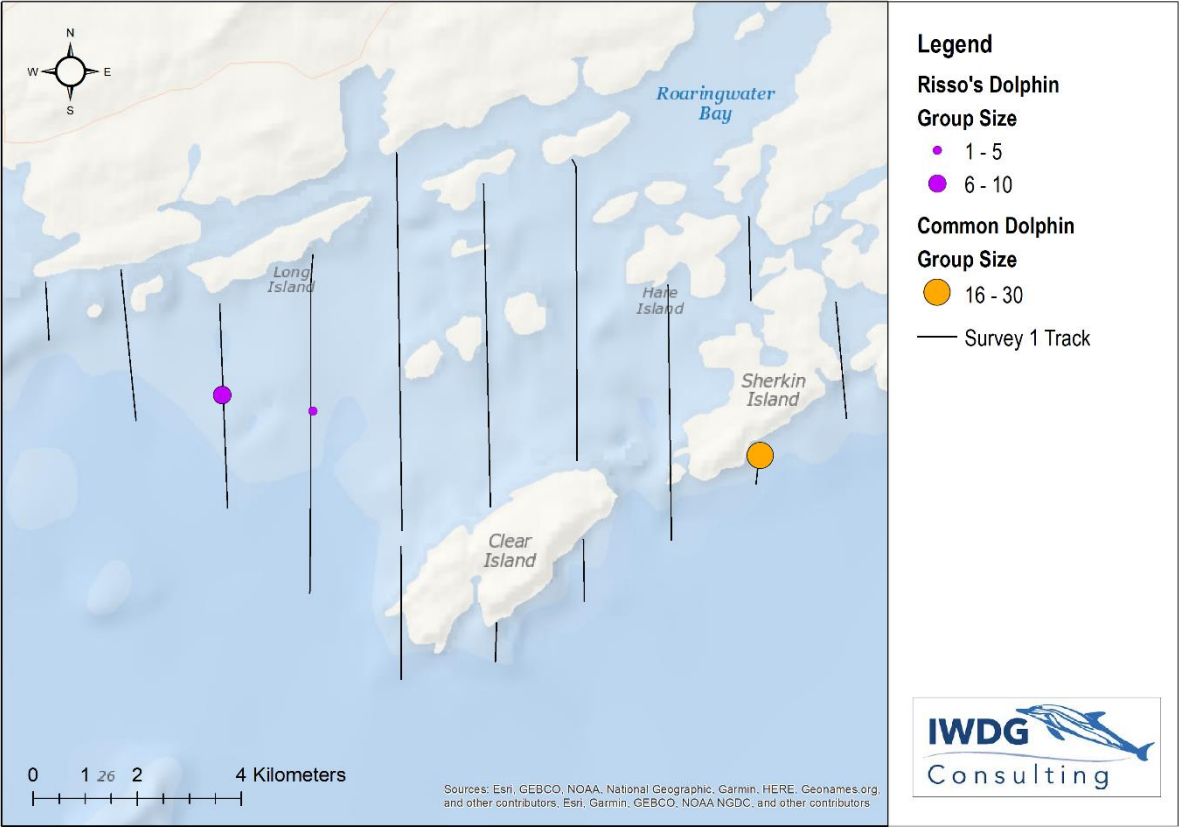 N
W E
S
Roaringwater
Bay
Long
Island
Hare
Island
Sherkin
Island
Clear
Island
0 1 26 2 4 Kilometers
Sources: Esri, GEBCO, NOAA, National Geographic, Garmin, HERE, Geonames.org,
and other contributors, Esri, Garmin, GEBCO, NOAA NGDC, and other contributors
Legend
Risso's Dolphin
Group Size
1 - 5
6 - 10
Common Dolphin
Group Size
16 - 30
Survey 1 Track
IWDG
Consulting